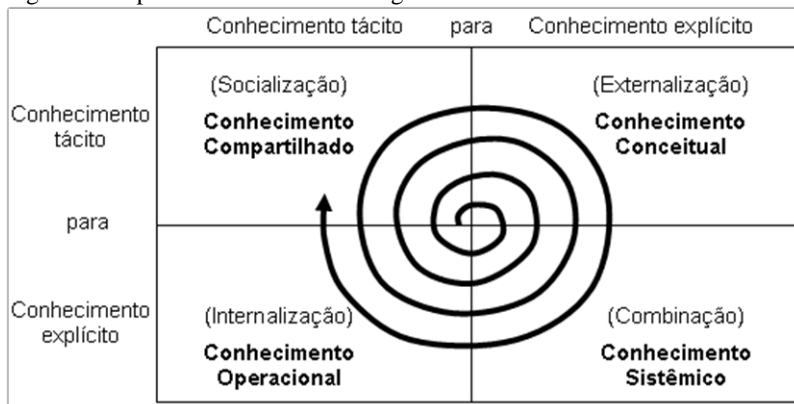 Conhecimento tácito para Conhecimento explícito
(Socialização)
Conhecimento
Compartilhado
(Externalização)
Conhecimento
Conceitual
Conhecimento
tácito
para
Conhecimento
explícito
(Internalização)
Conhecimento
Operacional
(Combinação)
Conhecimento
Sistêmico